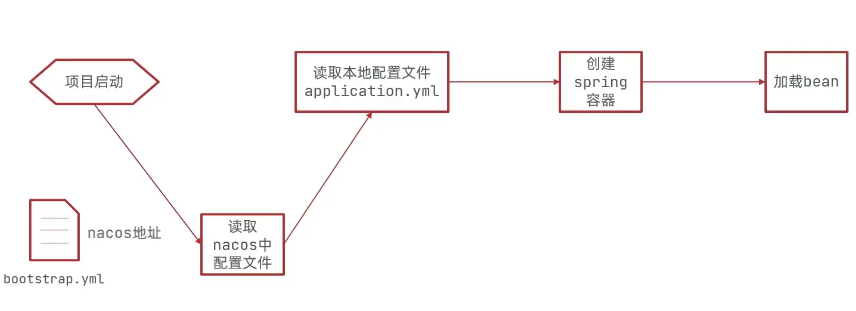 项目启动
读取本地配置文件
application.yml
创建
spring
容器
加载bean
nacos地址
bootstrap.yml
读取
nacos中
配置文件